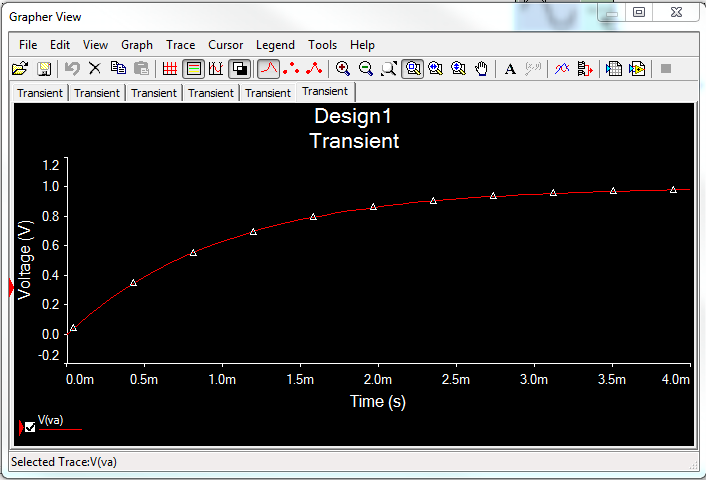 Grapher View
File Edit View Graph Trace Cursor Legend Tools Help
A (x,y)
Transient Transient Transient Transient Transient Transient
Design1
Transient
1.2
1.0
0.8
0.6
0.4
0.2
0.0
-0.2
Voltage (V)
0.0m 0.5m 1.0m 1.5m 2.0m 2.5m 3.0m 3.5m 4.0m
Time (s)
V(va)
Selected Trace:V(va)